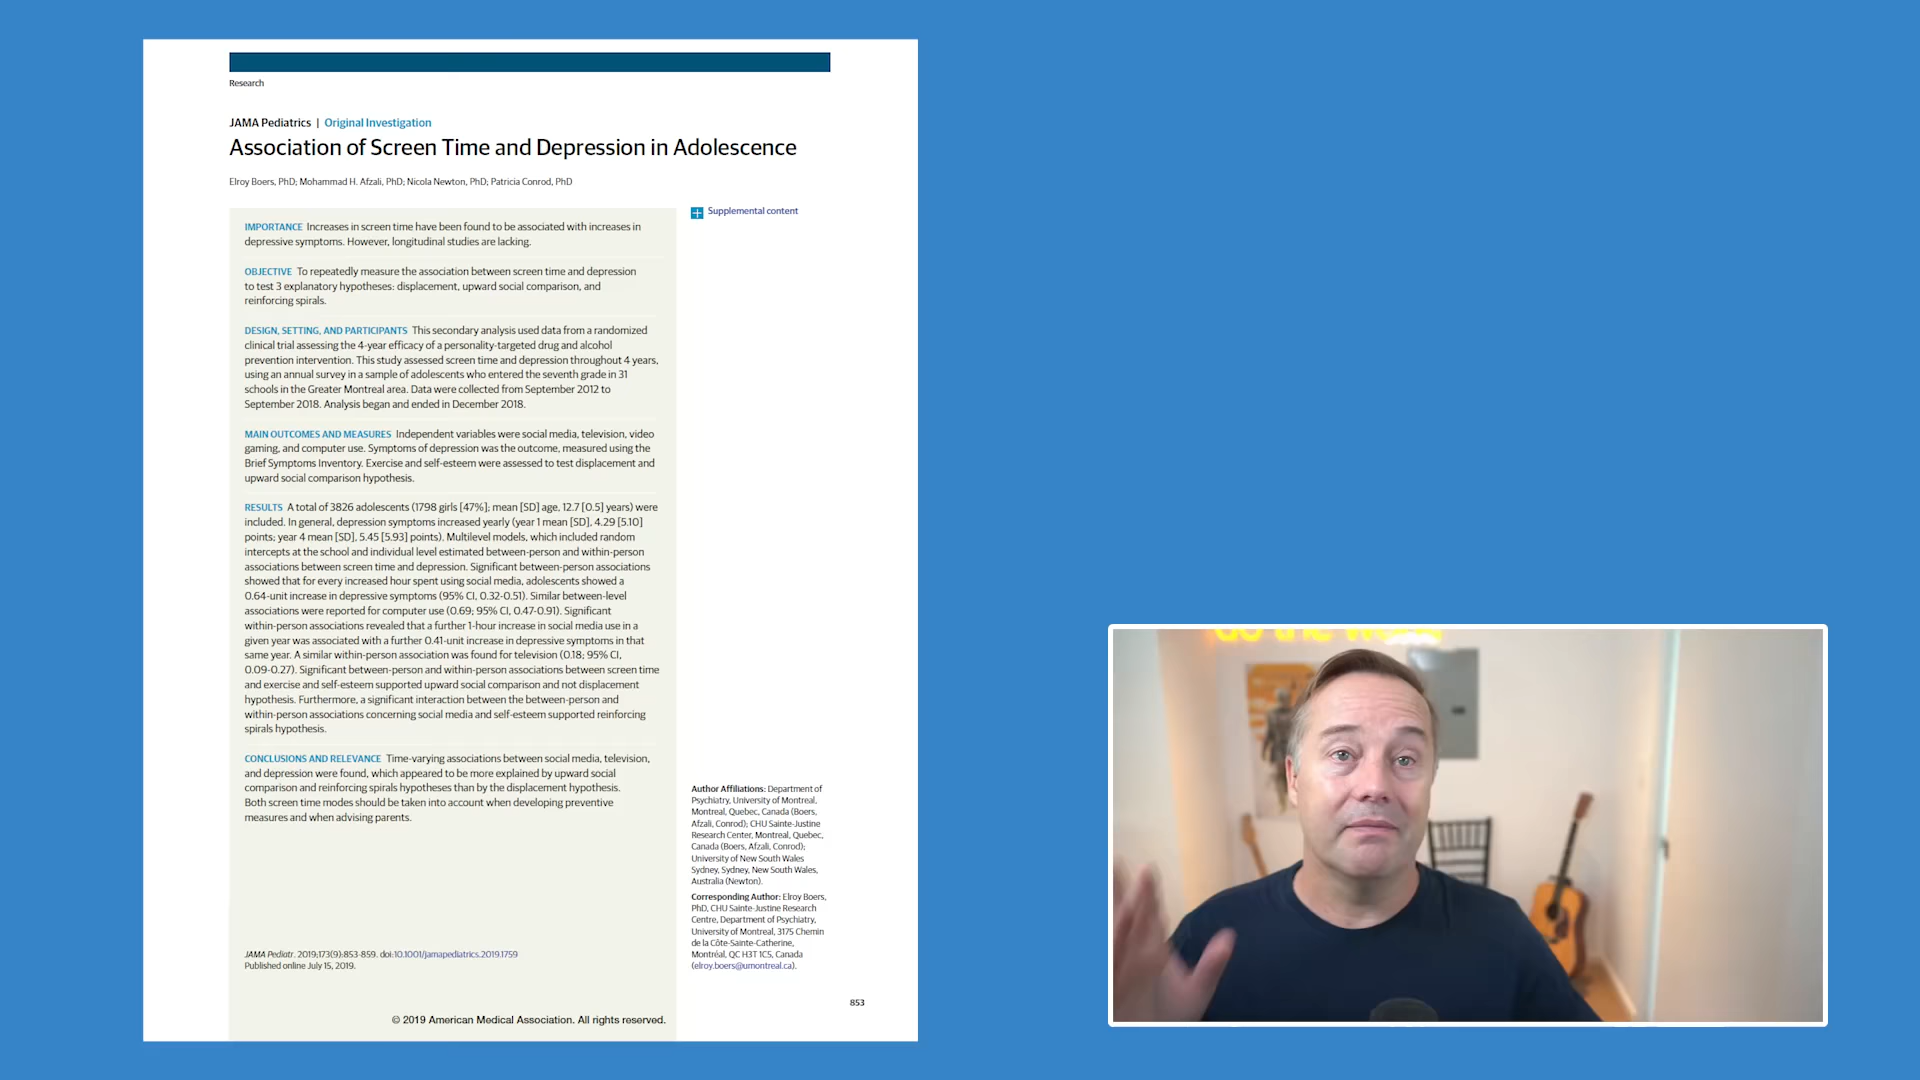 Research
JAMA Pediatrics | Original Investigation
Association of Screen Time and Depression in Adolescence
Elroy Boers, PhD; Mohammad H. Afzali, PhD; Nicola Newton, PhD; Patricia Conrod, PhD
Supplemental content
IMPORTANCE Increases in screen time have been found to be associated with increases in
depressive symptoms. However, longitudinal studies are lacking.
OBJECTIVE To repeatedly measure the association between screen time and depression
to test 3 explanatory hypotheses: displacement, upward social comparison, and
reinforcing spirals.
DESIGN, SETTING, AND PARTICIPANTS This secondary analysis used data from a randomized
clinical trial assessing the 4-year efficacy of a personality-targeted drug and alcohol
prevention intervention. This study assessed screen time and depression throughout 4 years,
using an annual survey in a sample of adolescents who entered the seventh grade in 31
schools in the Greater Montreal area. Data were collected from September 2012 to
September 2018. Analysis began and ended in December 2018.
MAIN OUTCOMES AND MEASURES Independent variables were social media, television, video
gaming, and computer use. Symptoms of depression was the outcome, measured using the
Brief Symptoms Inventory. Exercise and self-esteem were assessed to test displacement and
upward social comparison hypothesis.
RESULTS A total of 3826 adolescents (1798 girls [47%]; mean [SD] age, 12.7 [0.5] years) were
included. In general, depression symptoms increased yearly (year 1 mean [SD], 4.29 [5.10]
points; year 4 mean [SD], 5.45 [5.93] points). Multilevel models, which included random
intercepts at the school and individual level estimated between-person and within-person
associations between screen time and depression. Significant between-person associations
showed that for every increased hour spent using social media, adolescents showed a
0.64-unit increase in depressive symptoms (95% CI, 0.32-0.51). Similar between-level
associations were reported for computer use (0.69; 95% CI, 0.47-0.91). Significant
within-person associations revealed that a further 1-hour increase in social media use in a
given year was associated with a further 0.41-unit increase in depressive symptoms in that
same year. A similar within-person association was found for television (0.18; 95% CI,
0.09-0.27). Significant between-person and within-person associations between screen time
and exercise and self-esteem supported upward social comparison and not displacement
hypothesis. Furthermore, a significant interaction between the between-person and
within-person associations concerning social media and self-esteem supported reinforcing
spirals hypothesis.
CONCLUSIONS AND RELEVANCE Time-varying associations between social media, television,
and depression were found, which appeared to be more explained by upward social
comparison and reinforcing spirals hypotheses than by the displacement hypothesis.
Both screen time modes should be taken into account when developing preventive
measures and when advising parents.
Author Affiliations: Department of
Psychiatry, University of Montreal,
Montreal, Quebec, Canada (Boers,
Afzali, Conrod); CHU Sainte-Justine
Research Center, Montreal, Quebec,
Canada (Boers, Afzali, Conrod);
University of New South Wales
Sydney, Sydney, New South Wales,
Australia (Newton).
Corresponding Author: Elroy Boers,
PhD, CHU Sainte-Justine Research
Centre, Department of Psychiatry,
University of Montreal, 3175 Chemin
de la Côte-Sainte-Catherine,
Montréal, QC H3T 1C5, Canada
(elroy.boers@umontreal.ca).
JAMA Pediatr. 2019;173(9):853-859. doi:10.1001/jamapediatrics.2019.1759
Published online July 15, 2019.
853
© 2019 American Medical Association. All rights reserved.